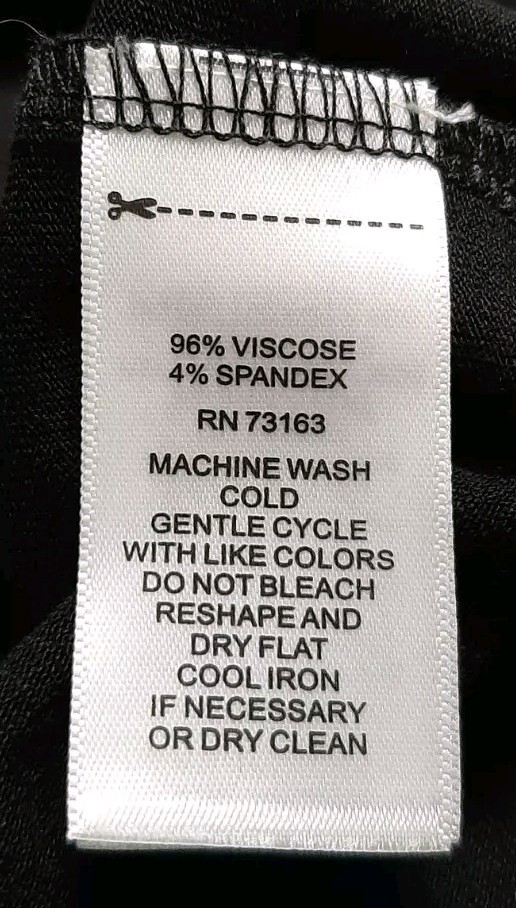 96% VISCOSE
4% SPANDEX
RN 73163
MACHINE WASH
COLD
GENTLE CYCLE
WITH LIKE COLORS
DO NOT BLEACH
RESHAPE AND
DRY FLAT
COOL IRON
IF NECESSARY
OR DRY CLEAN